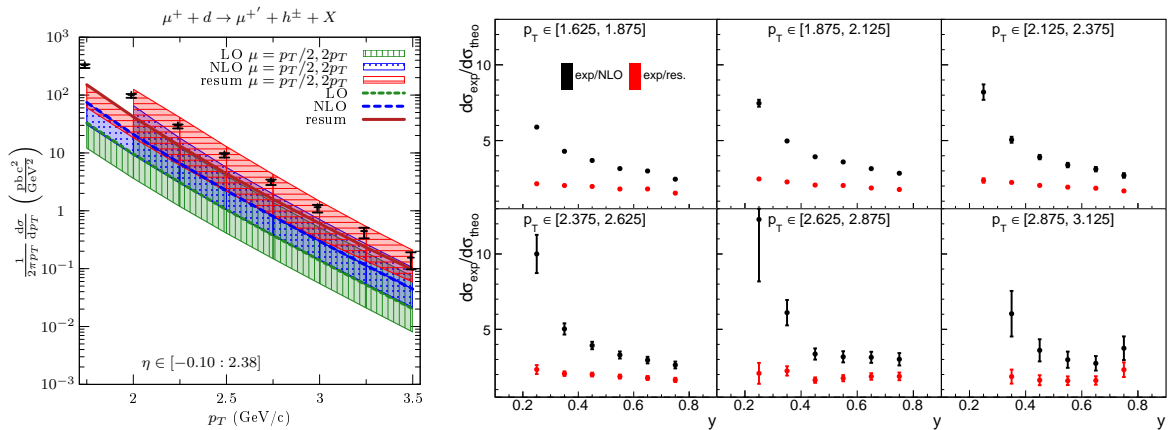 μ⁺ + d → μ⁺′ + h^± + X
10³
10²
10
1
10⁻¹
10⁻²
10⁻³
1/(2π p_T) dσ/dp_T (pb c²/GeV²)
LO μ = p_T/2, 2p_T
NLO μ = p_T/2, 2p_T
resum μ = p_T/2, 2p_T
LO
NLO
resum
η ∈ [−0.10 : 2.38]
2 2.5 3 3.5
p_T (GeV/c)
p_T ∈ [1.625, 1.875]
p_T ∈ [1.875, 2.125]
p_T ∈ [2.125, 2.375]
exp/NLO exp/res.
dσ_exp/dσ_theo
10
5
p_T ∈ [2.375, 2.625]
p_T ∈ [2.625, 2.875]
p_T ∈ [2.875, 3.125]
dσ_exp/dσ_theo
10
5
0.2 0.4 0.6 0.8
0.2 0.4 0.6 0.8
0.2 0.4 0.6 0.8
y y y